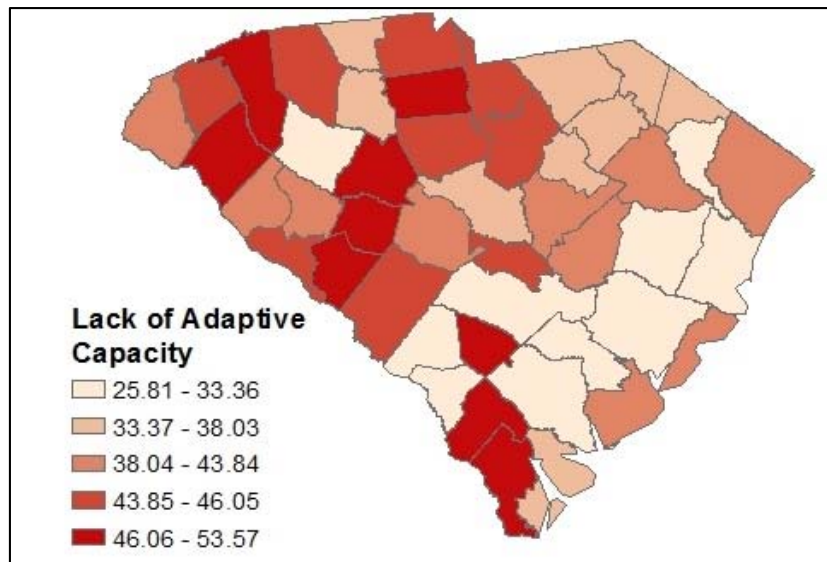 Lack of Adaptive
Capacity
25.81 - 33.36
33.37 - 38.03
38.04 - 43.84
43.85 - 46.05
46.06 - 53.57